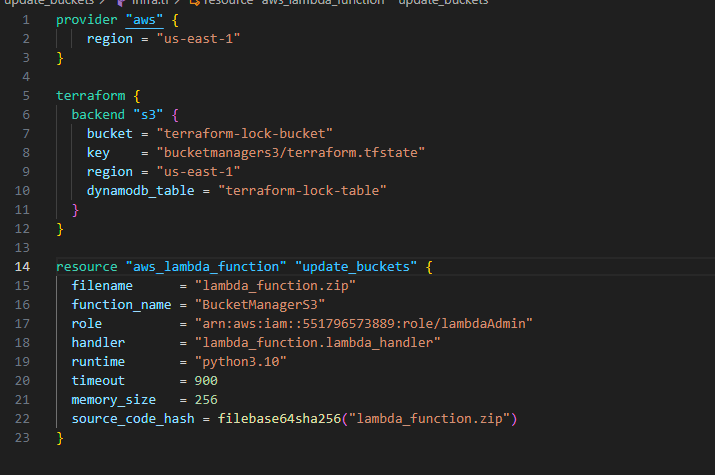 update_buckets > infra.tf > resource "aws_lambda_function" "update_buckets"
1 provider "aws" {
2 region = "us-east-1"
3 }
4
5 terraform {
6 backend "s3" {
7 bucket = "terraform-lock-bucket"
8 key    = "bucketmanagers3/terraform.tfstate"
9 region = "us-east-1"
10 dynamodb_table = "terraform-lock-table"
11 }
12 }
13
14 resource "aws_lambda_function" "update_buckets" {
15 filename      = "lambda_function.zip"
16 function_name = "BucketManagerS3"
17 role          = "arn:aws:iam::551796573889:role/lambdaAdmin"
18 handler       = "lambda_function.lambda_handler"
19 runtime       = "python3.10"
20 timeout       = 900
21 memory_size   = 256
22 source_code_hash = filebase64sha256("lambda_function.zip")
23 }